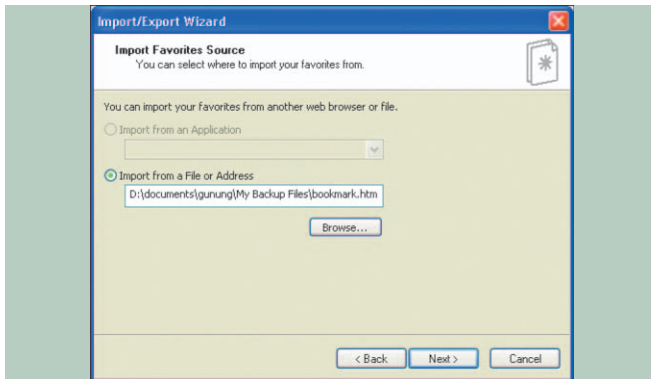 Import/Export Wizard
Import Favorites Source
You can select where to import your favorites from.
You can import your favorites from another web browser or file.
Import from an Application
Import from a File or Address
D:\documents\gunung\My Backup Files\bookmark.htm
Browse...
< Back
Next >
Cancel